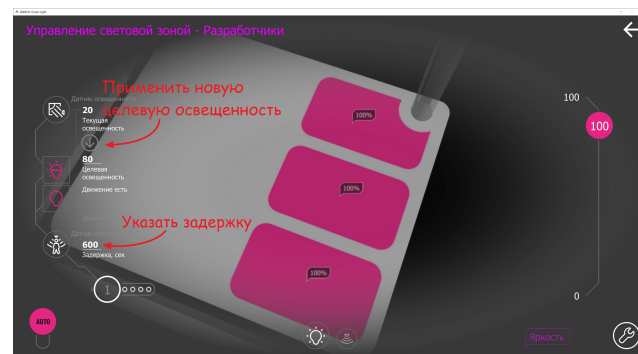 Управление световой зоной - Разработчики
Применить новую
целевую освещенность
Датчик освещенности
20
Текущая
освещенность
80
Целевая
освещенность
Движение есть
Указать задержку
600
Задержка, сек
1
AUTO
100%
100%
100%
100
100
0
Яркость